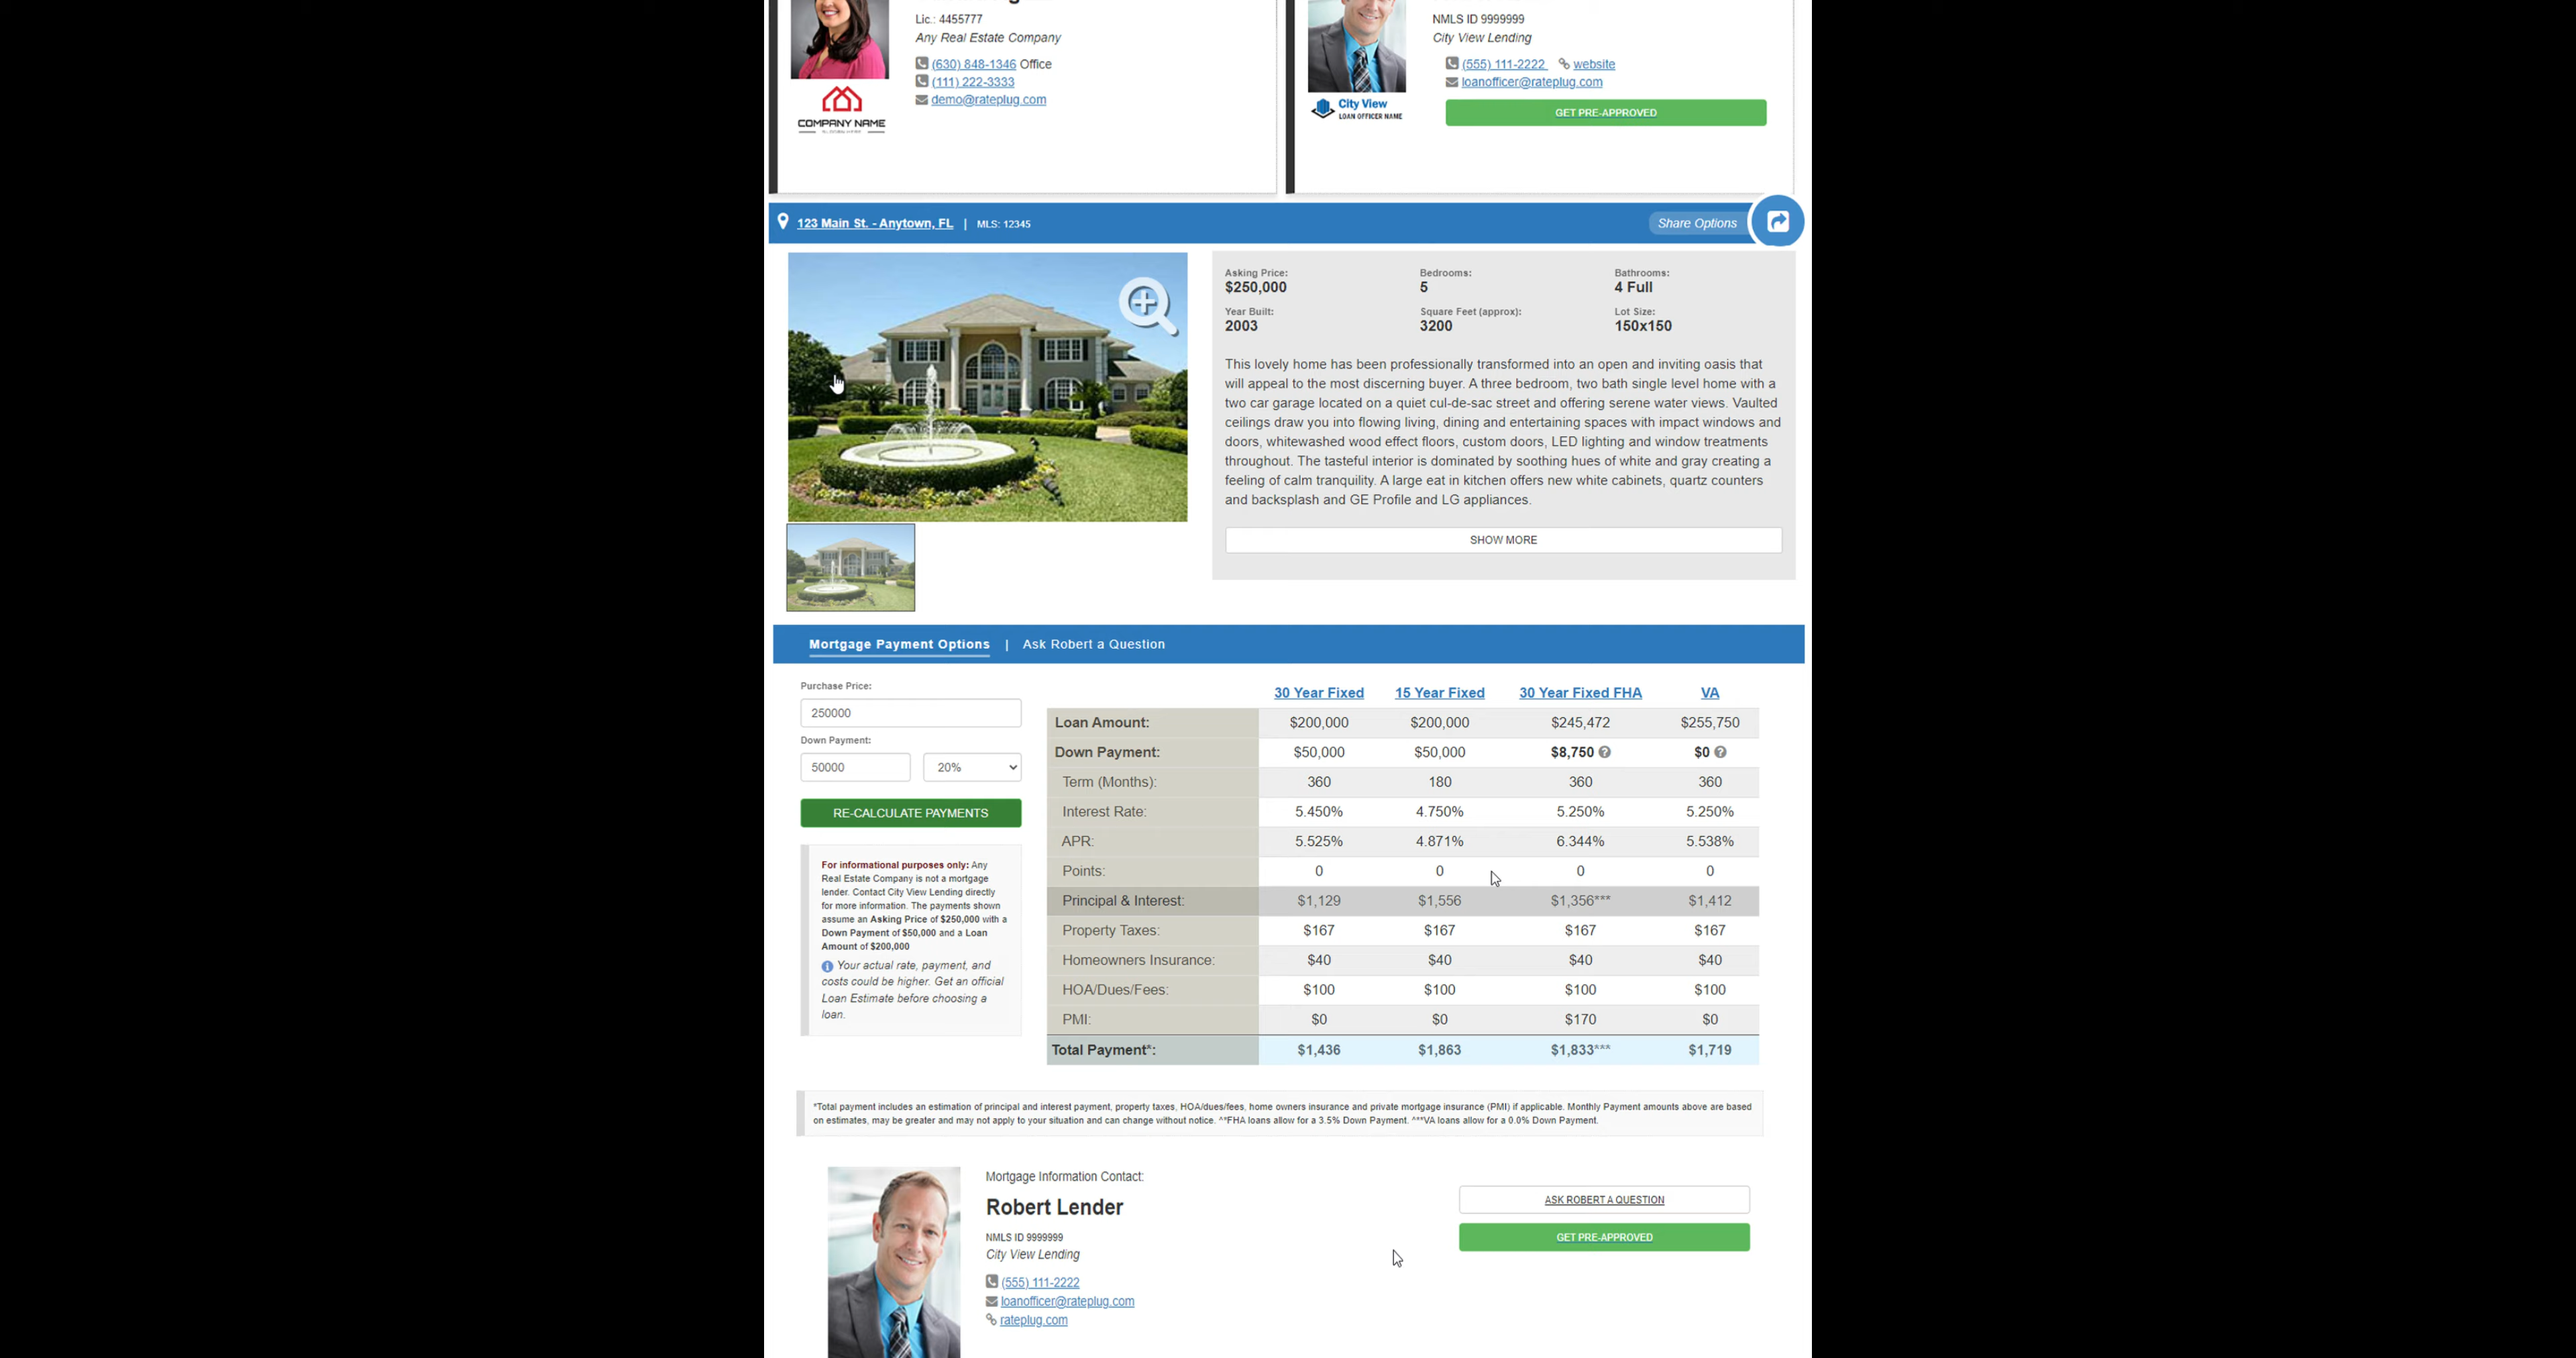 Lic.: 4455777
Any Real Estate Company
(630) 848-1346 Office
(111) 222-3333
demo@rateplug.com
COMPANY NAME
NMLS ID 9999999
City View Lending
(555) 111-2222 website
loanofficer@rateplug.com
GET PRE-APPROVED
City View
LOAN OFFICER NAME
123 Main St. - Anytown, FL | MLS: 12345
Share Options
Asking Price: Bedrooms: Bathrooms:
$250,000 5 4 Full
Year Built: Square Feet (approx): Lot Size:
2003 3200 150x150
This lovely home has been professionally transformed into an open and inviting oasis that
will appeal to the most discerning buyer. A three bedroom, two bath single level home with a
two car garage located on a quiet cul-de-sac street and offering serene water views. Vaulted
ceilings draw you into flowing living, dining and entertaining spaces with impact windows and
doors, whitewashed wood effect floors, custom doors, LED lighting and window treatments
throughout. The tasteful interior is dominated by soothing hues of white and gray creating a
feeling of calm tranquility. A large eat in kitchen offers new white cabinets, quartz counters
and backsplash and GE Profile and LG appliances.
SHOW MORE
Mortgage Payment Options | Ask Robert a Question
Purchase Price:
250000
Down Payment:
50000 20%
RE-CALCULATE PAYMENTS
For informational purposes only: Any
Real Estate Company is not a mortgage
lender. Contact City View Lending directly
for more information. The payments shown
assume an Asking Price of $250,000 with a
Down Payment of $50,000 and a Loan
Amount of $200,000
Your actual rate, payment, and
costs could be higher. Get an official
Loan Estimate before choosing a
loan.
30 Year Fixed 15 Year Fixed 30 Year Fixed FHA VA
Loan Amount: $200,000 $200,000 $245,472 $255,750
Down Payment: $50,000 $50,000 $8,750 ? $0 ?
Term (Months): 360 180 360 360
Interest Rate: 5.450% 4.750% 5.250% 5.250%
APR: 5.525% 4.871% 6.344% 5.538%
Points: 0 0 0 0
Principal & Interest: $1,129 $1,556 $1,356*** $1,412
Property Taxes: $167 $167 $167 $167
Homeowners Insurance: $40 $40 $40 $40
HOA/Dues/Fees: $100 $100 $100 $100
PMI: $0 $0 $170 $0
Total Payment*: $1,436 $1,863 $1,833*** $1,719
*Total payment includes an estimation of principal and interest payment, property taxes, HOA/dues/fees, home owners insurance and private mortgage insurance (PMI) if applicable. Monthly Payment amounts above are based
on estimates, may be greater and may not apply to your situation and can change without notice. ^**FHA loans allow for a 3.5% Down Payment. ^***VA loans allow for a 0.0% Down Payment.
Mortgage Information Contact:
Robert Lender
NMLS ID 9999999
City View Lending
(555) 111-2222
loanofficer@rateplug.com
rateplug.com
ASK ROBERT A QUESTION
GET PRE-APPROVED